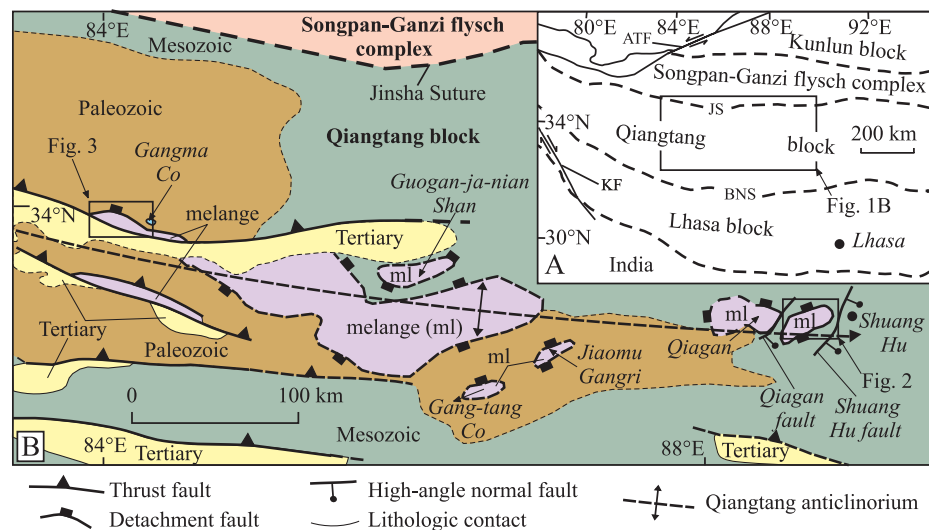 84°E
Mesozoic
Songpan-Ganzi flysch
complex
Jinsha Suture
Paleozoic
Qiangtang block
Fig. 3
Gangma
Co
34°N
melange
Guogan-ja-nian
Shan
Tertiary
ml
melange (ml)
Tertiary
Paleozoic
ml
Jiaomu
Gangri
Gang-tang
Co
ml
ml
Qiagan
Shuang
Hu
Fig. 2
Qiagan
fault
Shuang
Hu fault
0
100 km
Mesozoic
B
84°E
Tertiary
88°E
Tertiary
80°E
84°E
88°E
92°E
ATF
Kunlun block
Songpan-Ganzi flysch complex
JS
34°N
Qiangtang
block
200 km
KF
BNS
Fig. 1B
Lhasa block
30°N
Lhasa
India
A
Thrust fault
Detachment fault
High-angle normal fault
Lithologic contact
Qiangtang anticlinorium